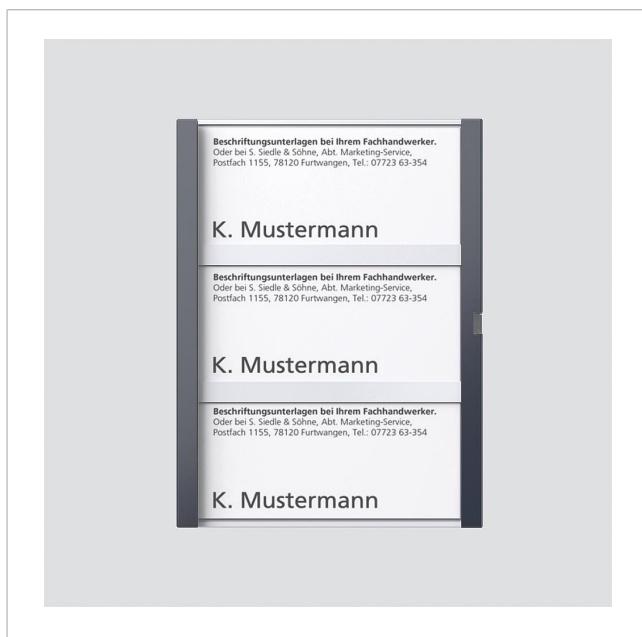 Beschriftungsunterlagen bei Ihrem Fachhandwerker.
Oder bei S. Siedle & Söhne, Abt. Marketing-Service,
Postfach 1155, 78120 Furtwangen, Tel.: 07723 63-354
K. Mustermann
Beschriftungsunterlagen bei Ihrem Fachhandwerker.
Oder bei S. Siedle & Söhne, Abt. Marketing-Service,
Postfach 1155, 78120 Furtwangen, Tel.: 07723 63-354
K. Mustermann
Beschriftungsunterlagen bei Ihrem Fachhandwerker.
Oder bei S. Siedle & Söhne, Abt. Marketing-Service,
Postfach 1155, 78120 Furtwangen, Tel.: 07723 63-354
K. Mustermann